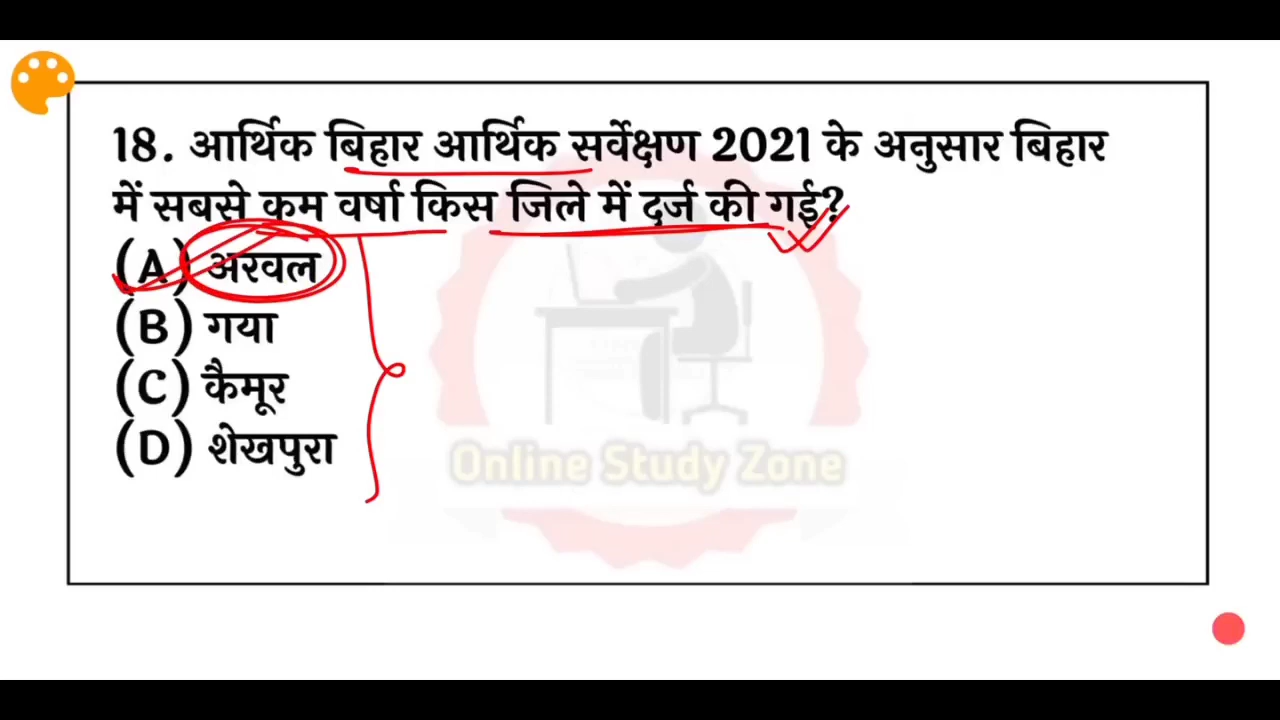 18. आर्थिक बिहार आर्थिक सर्वेक्षण 2021 के अनुसार बिहार
में सबसे कम वर्षा किस जिले में दर्ज की गई?
(A) अरवल
(B) गया
(C) कैमूर
(D) शेखपुरा
Online Study Zone